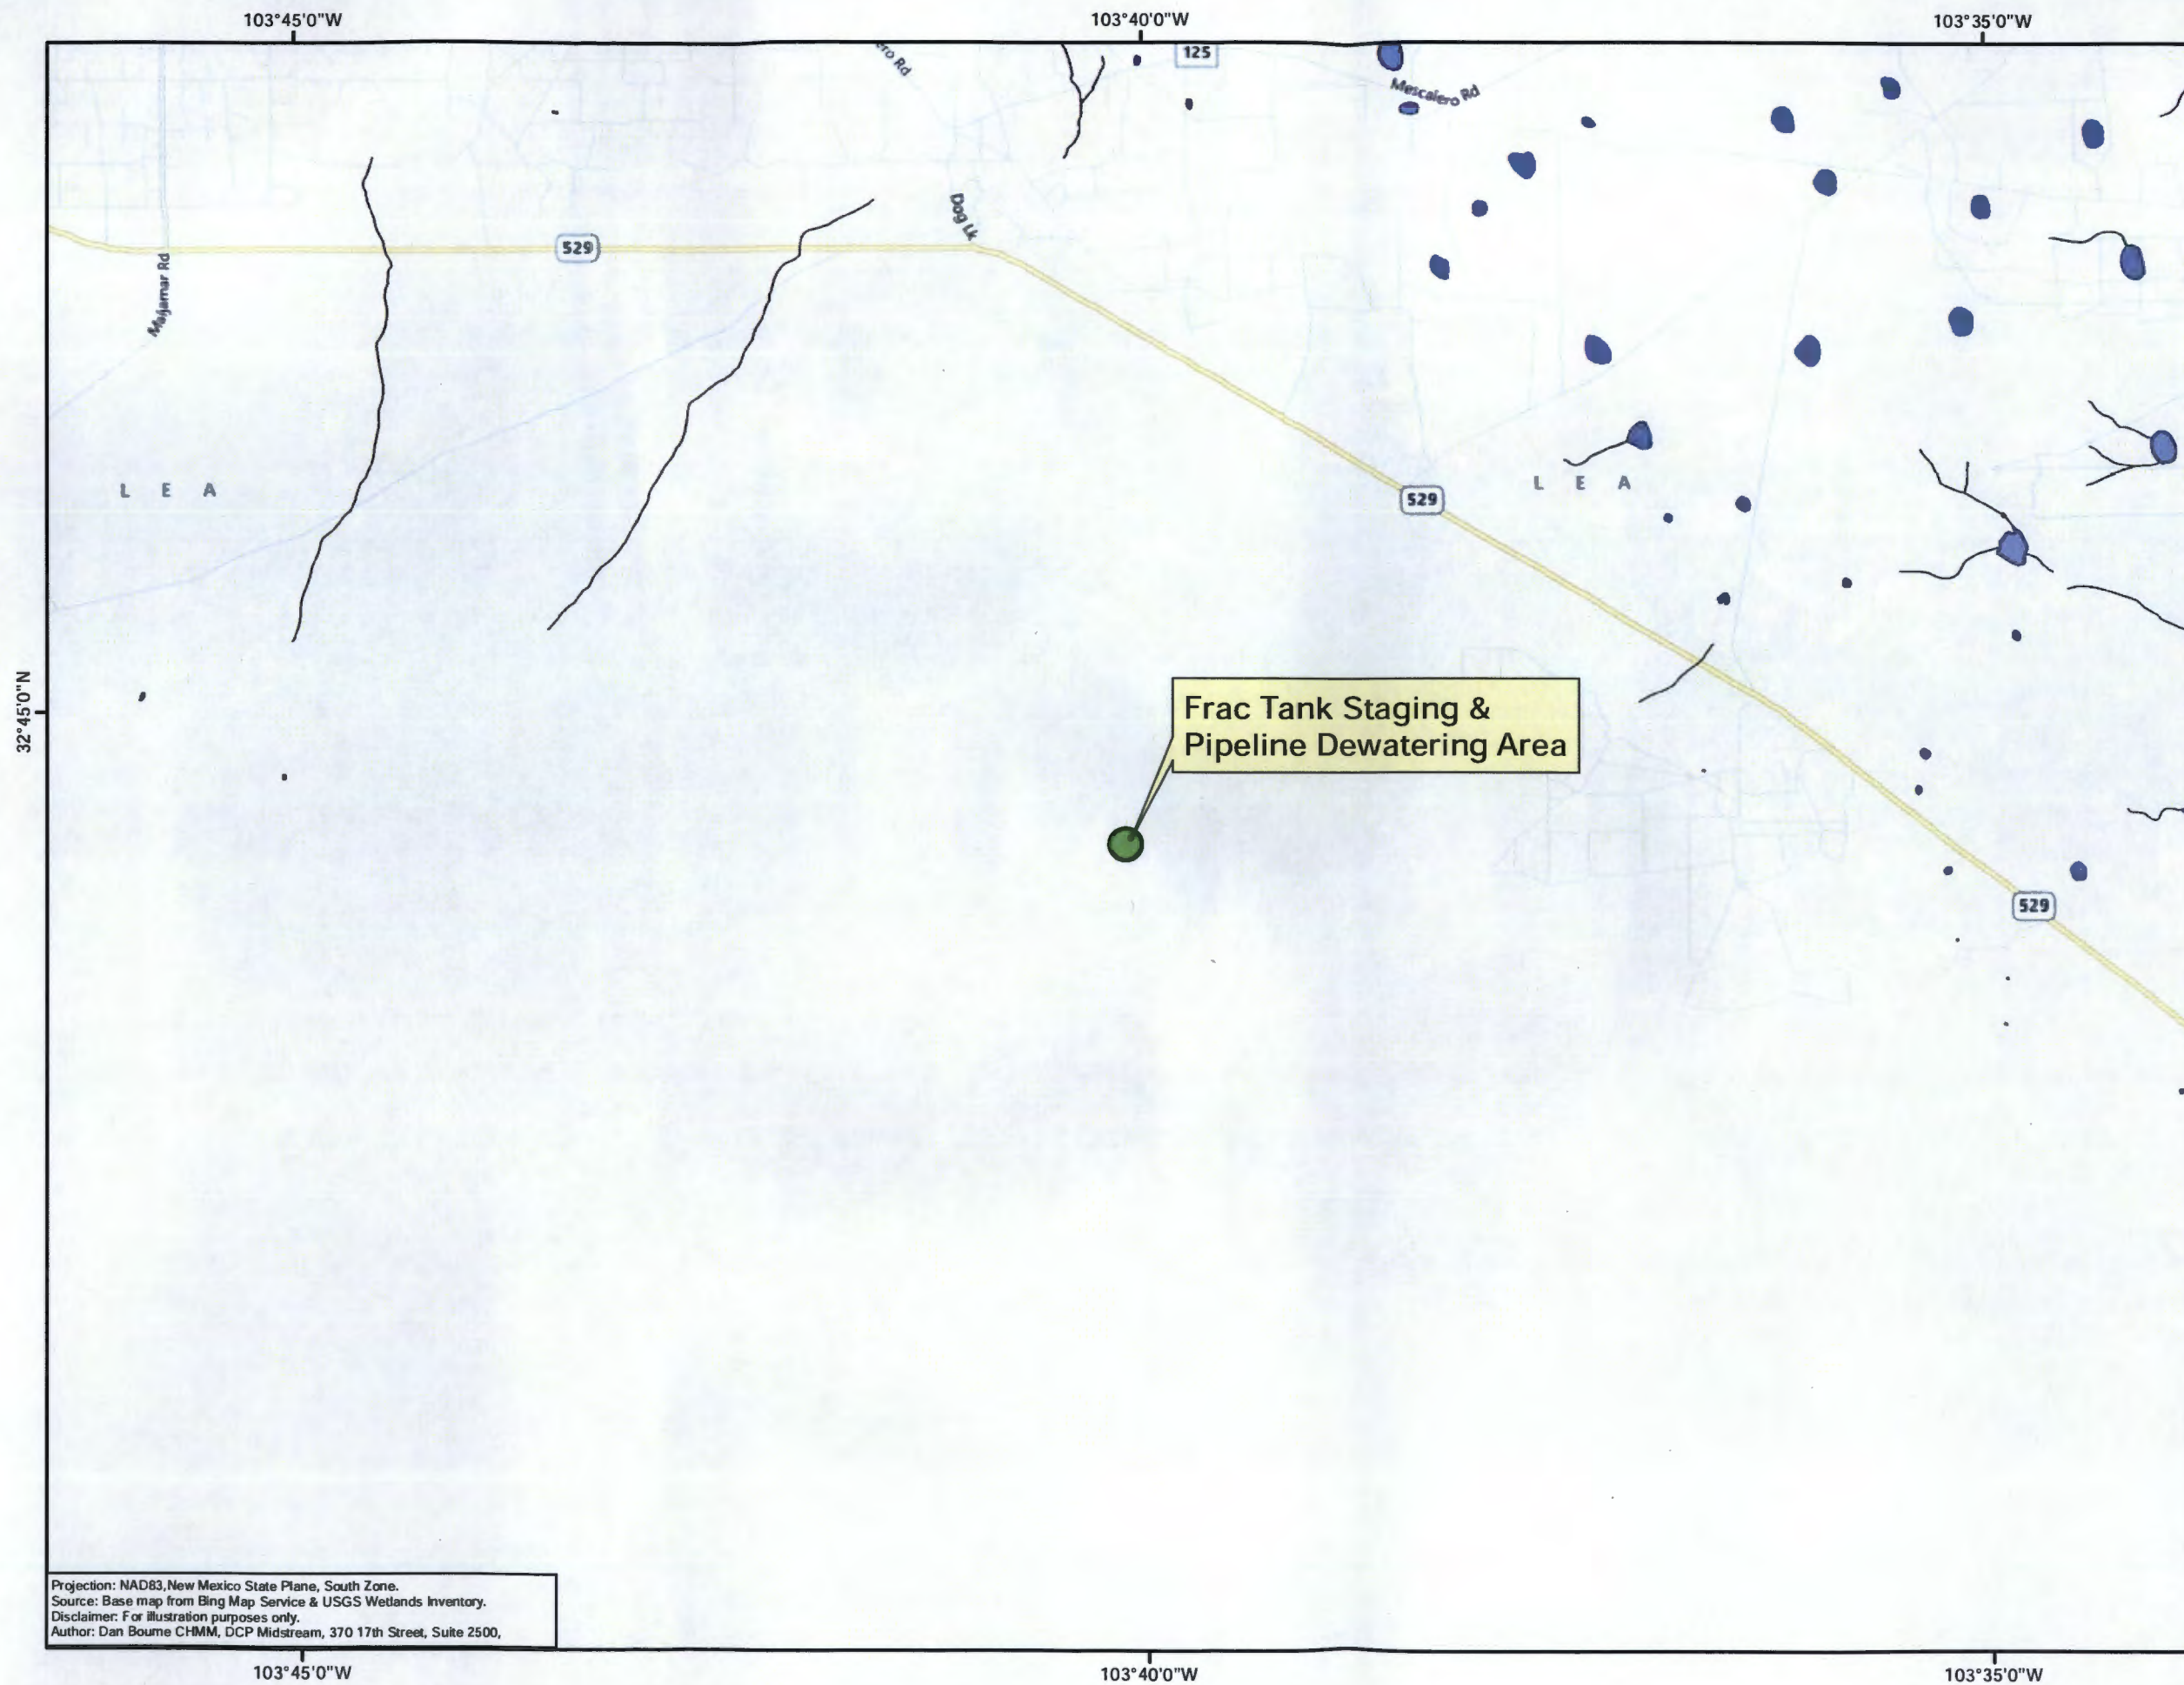 103°45'0"W
103°40'0"W
103°35'0"W
ero Rd
125
Mescalero Rd
Dog Lk
529
Maljamar Rd
L E A
529
L E A
32°45'0"N
Frac Tank Staging &
Pipeline Dewatering Area
529
Projection: NAD83,New Mexico State Plane, South Zone.
Source: Base map from Bing Map Service & USGS Wetlands Inventory.
Disclaimer: For illustration purposes only.
Author: Dan Bourne CHMM, DCP Midstream, 370 17th Street, Suite 2500,
103°45'0"W
103°40'0"W
103°35'0"W